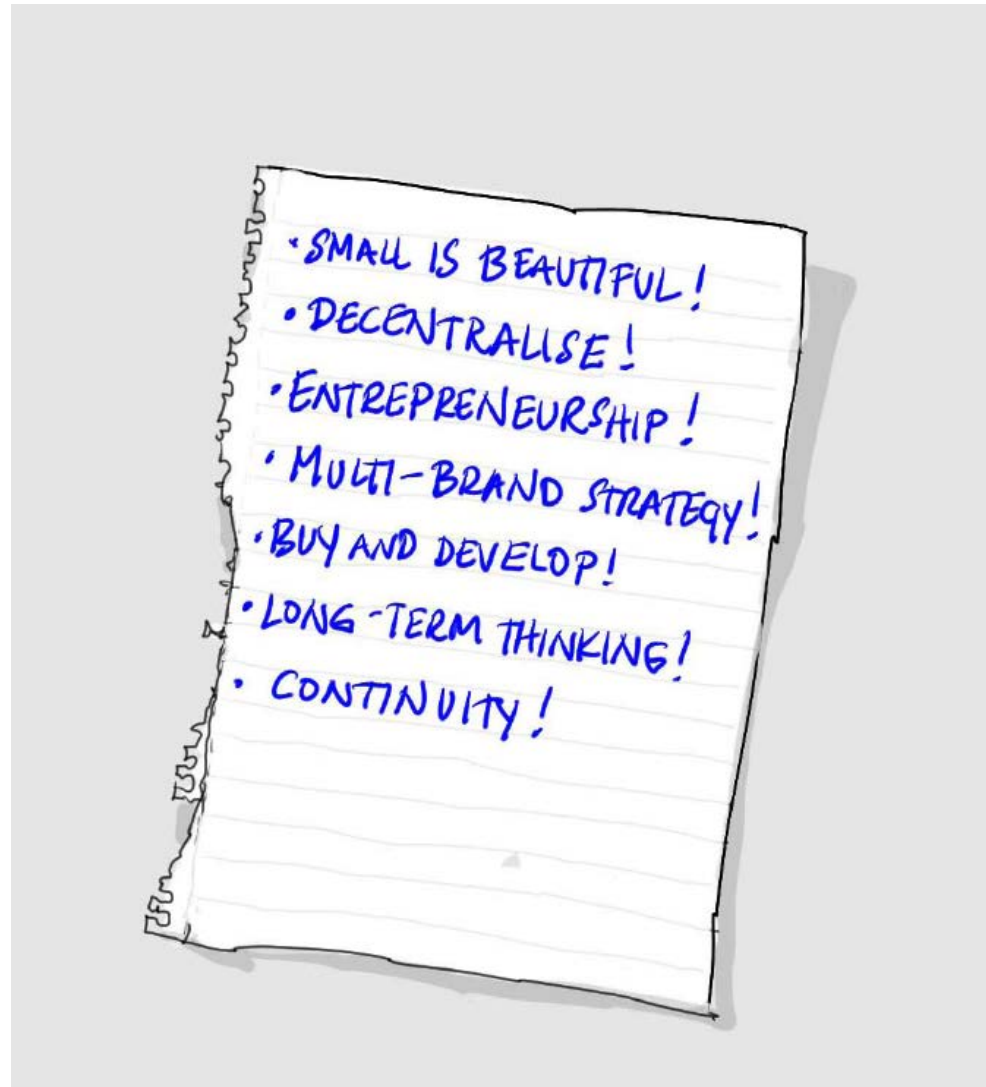 · SMALL IS BEAUTIFUL!
· DECENTRALISE!
· ENTREPRENEURSHIP!
· MULTI-BRAND STRATEGY!
· BUY AND DEVELOP!
· LONG-TERM THINKING!
· CONTINUITY!